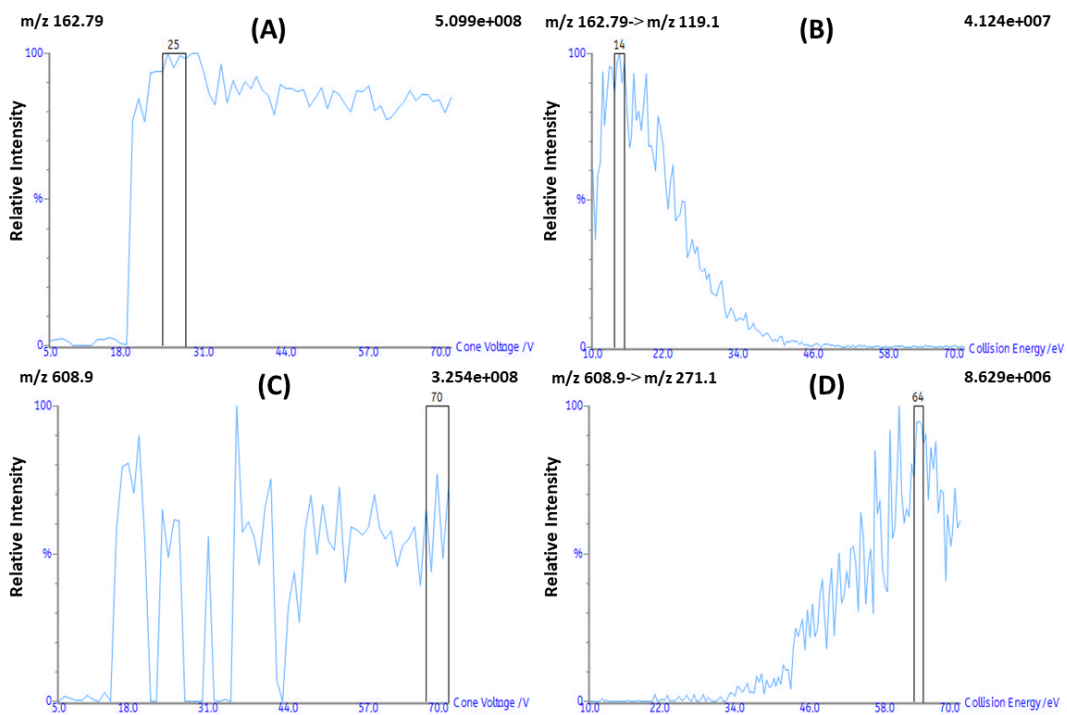 m/z 162.79 (A) 5.099e+008
25
100
%
0
Relative Intensity
5.0 18.0 31.0 44.0 57.0 70.0 Cone Voltage /V
m/z 162.79-> m/z 119.1 (B) 4.124e+007
14
100
%
0
Relative Intensity
10.0 22.0 34.0 46.0 58.0 70.0 Collision Energy /eV
m/z 608.9 (C) 3.254e+008
70
100
%
0
Relative Intensity
5.0 18.0 31.0 44.0 57.0 70.0 Cone Voltage /V
m/z 608.9-> m/z 271.1 (D) 8.629e+006
64
100
%
0
Relative Intensity
10.0 22.0 34.0 46.0 58.0 70.0 Collision Energy /eV